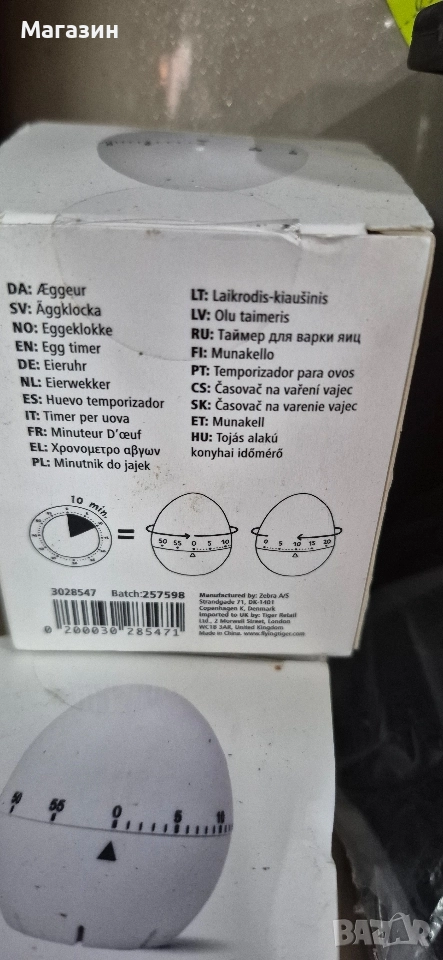 Магазин
DA: Æggeur
SV: Äggklocka
NO: Eggeklokke
EN: Egg timer
DE: Eieruhr
NL: Eierwekker
ES: Huevo temporizador
IT: Timer per uova
FR: Minuteur D'œuf
EL: Χρονομετρο αβγων
PL: Minutnik do jajek
LT: Laikrodis-kiaušinis
LV: Olu taimeris
RU: Таймер для варки яиц
FI: Munakello
PT: Temporizador para ovos
CS: Časovač na vaření vajec
SK: Časovač na varenie vajec
ET: Munakell
HU: Tojás alakú
konyhai időmérő
10 min.
=
50 55 0 5 10
0 5 10 15 20
3028547 Batch:257598
0 200030 285471
Manufactured by: Zebra A/S
Strandgade 71, DK-1401
Copenhagen K, Denmark
Imported to UK by: Tiger Retail
Ltd., 2 Morwell Street, London
WC1B 3AR, United Kingdom
Made in China. www.flyingtiger.com
50 55 0 5 10
BAZAR